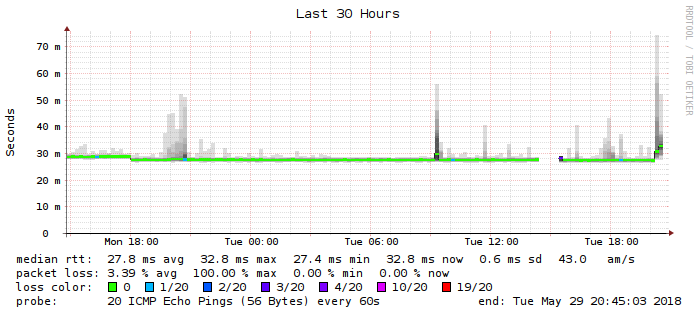 Last 30 Hours
RRDTOOL / TOBI OETIKER
Seconds
70 m
60 m
50 m
40 m
30 m
20 m
10 m
0
Mon 18:00 Tue 00:00 Tue 06:00 Tue 12:00 Tue 18:00
median rtt: 27.8 ms avg 32.8 ms max 27.4 ms min 32.8 ms now 0.6 ms sd 43.0 am/s
packet loss: 3.39 % avg 100.00 % max 0.00 % min 0.00 % now
loss color: 0 1/20 2/20 3/20 4/20 10/20 19/20
probe: 20 ICMP Echo Pings (56 Bytes) every 60s end: Tue May 29 20:45:03 2018